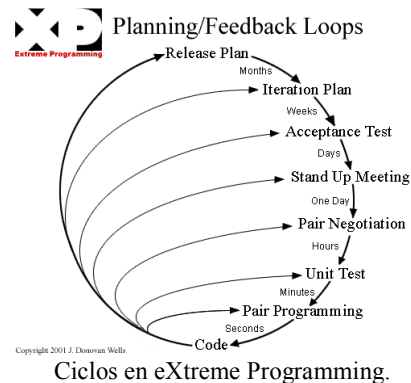 XP
Extreme Programming
Planning/Feedback Loops
Release Plan
Months
Iteration Plan
Weeks
Acceptance Test
Days
Stand Up Meeting
One Day
Pair Negotiation
Hours
Unit Test
Minutes
Pair Programming
Seconds
Code
Copyright 2001 J. Donovan Wells
Ciclos en eXtreme Programming.